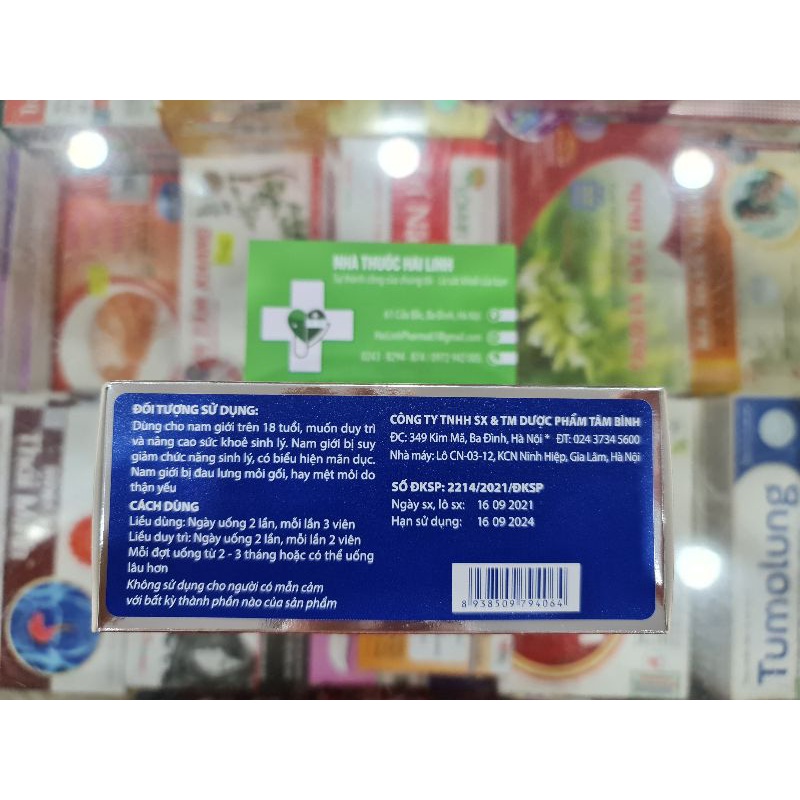 NHÀ THUỐC HẢI LINH
61 Cửa Bắc, Ba Đình, Hà Nội
Tumolung
ĐỐI TƯỢNG SỬ DỤNG:
Dùng cho nam giới trên 18 tuổi, muốn duy trì
và nâng cao sức khoẻ sinh lý. Nam giới bị suy
giảm chức năng sinh lý, có biểu hiện mãn dục.
Nam giới bị đau lưng mỏi gối, hay mệt mỏi do
thận yếu
CÁCH DÙNG
Liều dùng: Ngày uống 2 lần, mỗi lần 3 viên
Liều duy trì: Ngày uống 2 lần, mỗi lần 2 viên
Mỗi đợt uống từ 2 - 3 tháng hoặc có thể uống
lâu hơn
Không sử dụng cho người có mẫn cảm
với bất kỳ thành phần nào của sản phẩm
CÔNG TY TNHH SX & TM DƯỢC PHẨM TÂM BÌNH
ĐC: 349 Kim Mã, Ba Đình, Hà Nội * ĐT: 024 3734 5600
Nhà máy: Lô CN-03-12, KCN Ninh Hiệp, Gia Lâm, Hà Nội
SỐ ĐKSP: 2214/2021/ĐKSP
Ngày sx, lô sx: 16 09 2021
Hạn sử dụng: 16 09 2024
8 938509 794064